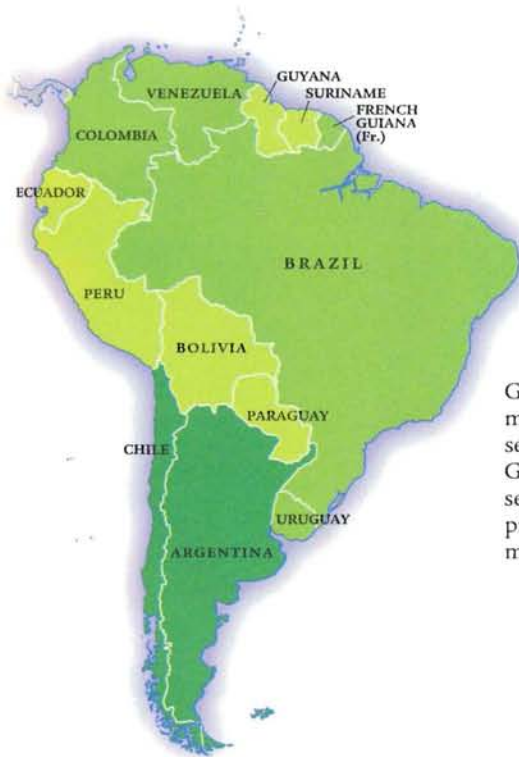 GUYANA
SURINAME
FRENCH
GUIANA
(Fr.)
VENEZUELA
COLOMBIA
ECUADOR
BRAZIL
PERU
BOLIVIA
PARAGUAY
CHILE
URUGUAY
ARGENTINA
G
m
se
G
se
p
m